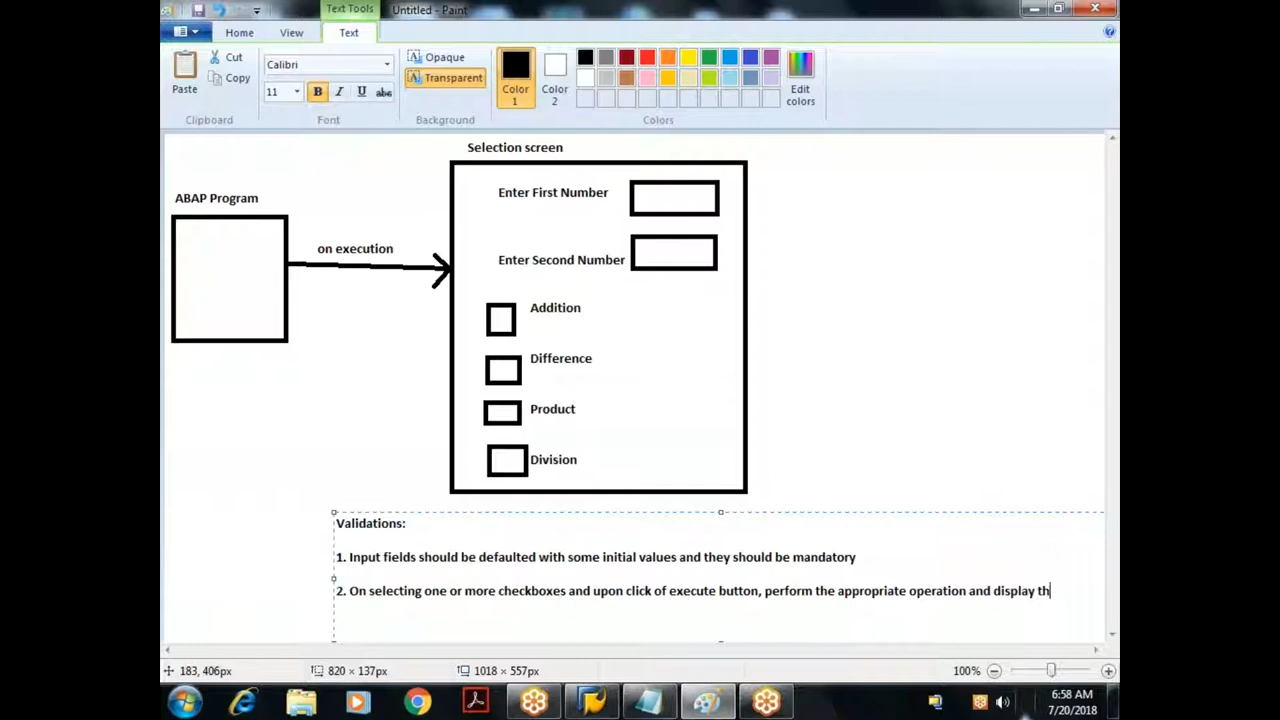 Text Tools
Untitled - Paint
Home
View
Text
Paste
Cut
Copy
Clipboard
Calibri
11
B
I
U
abc
Font
Opaque
Transparent
Background
Color
1
Color
2
Edit
colors
Colors
Selection screen
ABAP Program
on execution
Enter First Number
Enter Second Number
Addition
Difference
Product
Division
Validations:
1. Input fields should be defaulted with some initial values and they should be mandatory
2. On selecting one or more checkboxes and upon click of execute button, perform the appropriate operation and display th
183, 406px
820 × 137px
1018 × 557px
100%
6:58 AM
7/20/2018